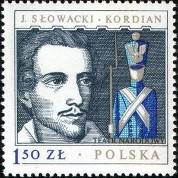 J. SŁOWACKI · KORDIAN
TEATR NARODOWY
1,50 ZŁ · POLSKA